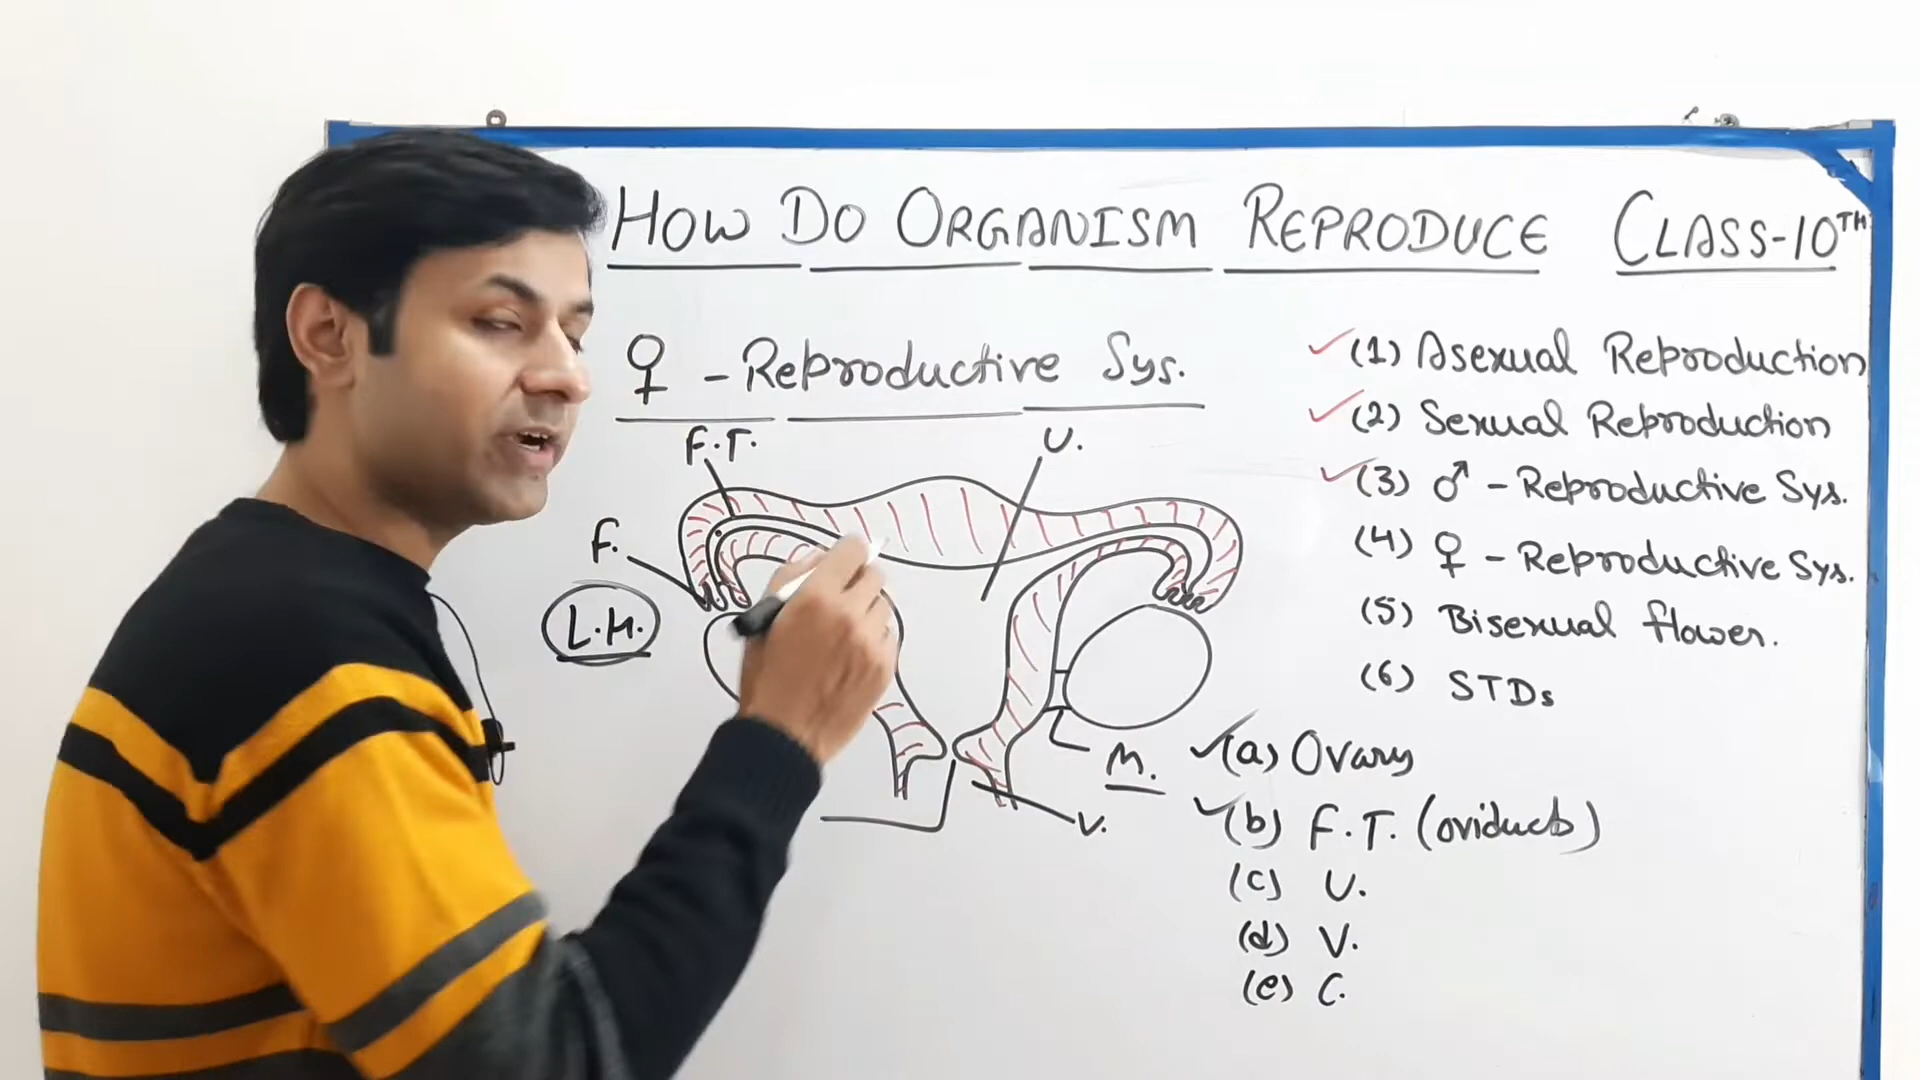 HOW DO ORGANISM REPRODUCE CLASS-10TH
♀ - Reproductive Sys.
F.T.
U.
F.
L.H.
M.
V.
(1) Asexual Reproduction
(2) Sexual Reproduction
(3) ♂ - Reproductive Sys.
(4) ♀ - Reproductive Sys.
(5) Bisexual flower.
(6) STDs
(a) Ovary
(b) F.T. (oviducts)
(c) U.
(d) V.
(e) C.